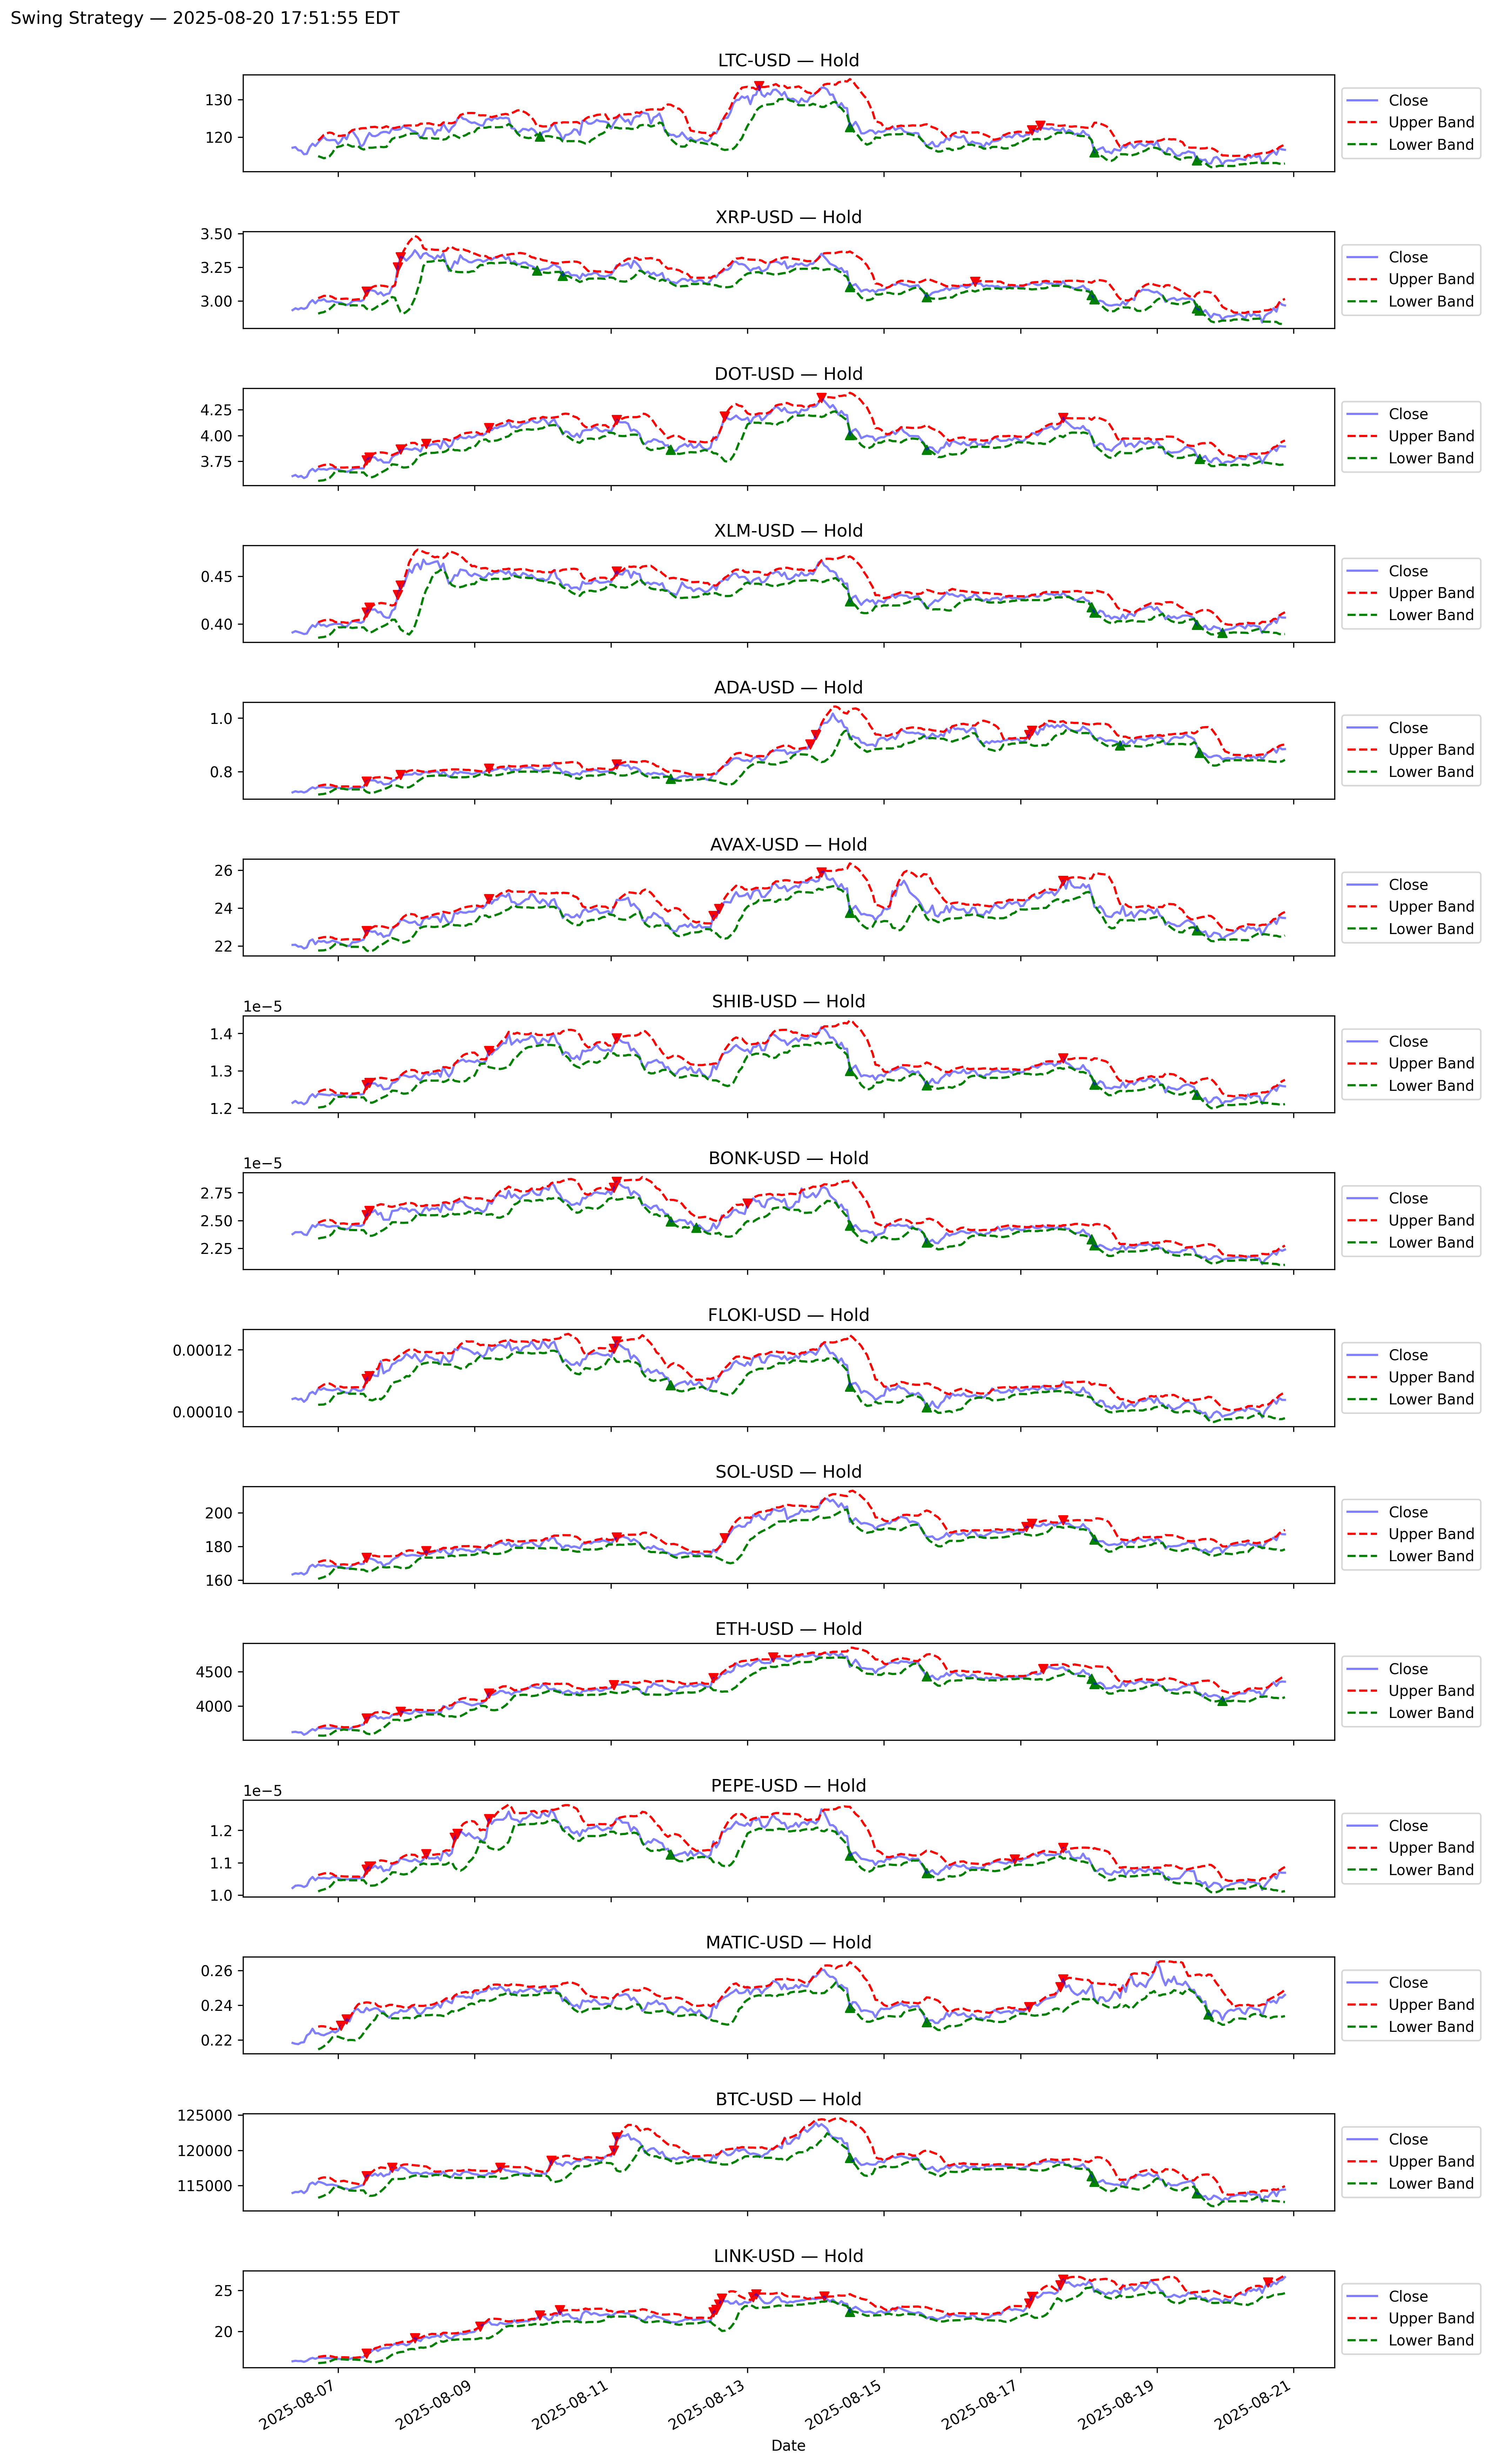 Swing Strategy — 2025-08-20 17:51:55 EDT
LTC-USD — Hold
130
120
Close
Upper Band
Lower Band
XRP-USD — Hold
3.50
3.25
3.00
Close
Upper Band
Lower Band
DOT-USD — Hold
4.25
4.00
3.75
Close
Upper Band
Lower Band
XLM-USD — Hold
0.45
0.40
Close
Upper Band
Lower Band
ADA-USD — Hold
1.0
0.8
Close
Upper Band
Lower Band
AVAX-USD — Hold
26
24
22
Close
Upper Band
Lower Band
SHIB-USD — Hold
1e−5
1.4
1.3
1.2
Close
Upper Band
Lower Band
BONK-USD — Hold
1e−5
2.75
2.50
2.25
Close
Upper Band
Lower Band
FLOKI-USD — Hold
0.00012
0.00010
Close
Upper Band
Lower Band
SOL-USD — Hold
200
180
160
Close
Upper Band
Lower Band
ETH-USD — Hold
4500
4000
Close
Upper Band
Lower Band
PEPE-USD — Hold
1e−5
1.2
1.1
1.0
Close
Upper Band
Lower Band
MATIC-USD — Hold
0.26
0.24
0.22
Close
Upper Band
Lower Band
BTC-USD — Hold
125000
120000
115000
Close
Upper Band
Lower Band
LINK-USD — Hold
25
20
Close
Upper Band
Lower Band
2025-08-07
2025-08-09
2025-08-11
2025-08-13
2025-08-15
2025-08-17
2025-08-19
2025-08-21
Date